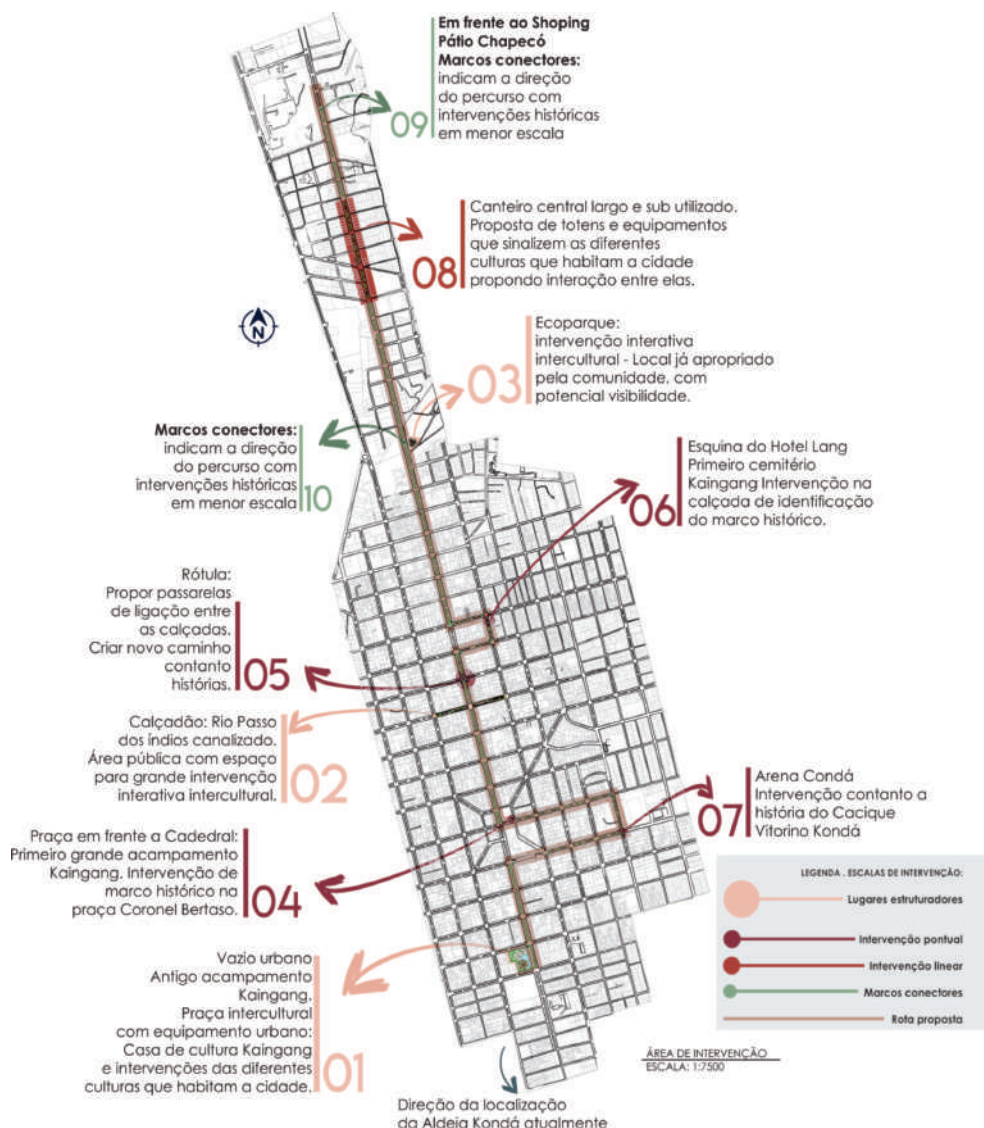 Em frente ao Shoping
Pátio Chapecó
Marcos conectores:
indicam a direção
do percurso com
intervenções históricas
em menor escala
09
Canteiro central largo e sub utilizado.
Proposta de totens e equipamentos
que sinalizem as diferentes
culturas que habitam a cidade
propondo interação entre elas.
08
N
Ecoparque:
intervenção interativa
intercultural - Local já apropriado
pela comunidade, com
potencial visibilidade.
03
Marcos conectores:
indicam a direção
do percurso com
intervenções históricas
em menor escala
10
Esquina do Hotel Lang
Primeiro cemitério
Kaingang Intervenção na
calçada de identificação
do marco histórico.
06
Rótula:
Propor passarelas
de ligação entre
as calçadas.
Criar novo caminho
contanto
histórias.
05
Calçadão: Rio Passo
dos índios canalizado.
Área pública com espaço
para grande intervenção
interativa intercultural.
02
Arena Condá
Intervenção contanto a
história do Cacique
Vitorino Kondá
07
Praça em frente a Cadedral:
Primeiro grande acampamento
Kaingang. Intervenção de
marco histórico na
praça Coronel Bertaso.
04
Vazio urbano
Antigo acampamento
Kaingang.
Praça intercultural
com equipamento urbano:
Casa de cultura Kaingang
e intervenções das diferentes
culturas que habitam a cidade.
01
LEGENDA . ESCALAS DE INTERVENÇÃO:
Lugares estruturadores
Intervenção pontual
Intervenção linear
Marcos conectores
Rota proposta
ÁREA DE INTERVENÇÃO
ESCALA: 1:7500
Direção da localização
da Aldeia Kondá atualmente